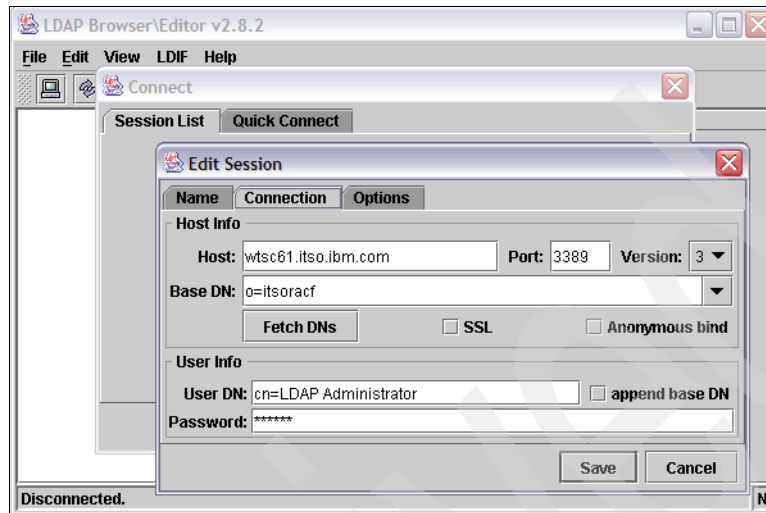 LDAP Browser\Editor v2.8.2
File Edit View LDIF Help
Connect
Session List Quick Connect
Edit Session
Name Connection Options
Host Info
Host: wtsc61.itso.ibm.com Port: 3389 Version: 3
Base DN: o=itsoracf
Fetch DNs SSL Anonymous bind
User Info
User DN: cn=LDAP Administrator append base DN
Password: ******
Save Cancel
Disconnected.